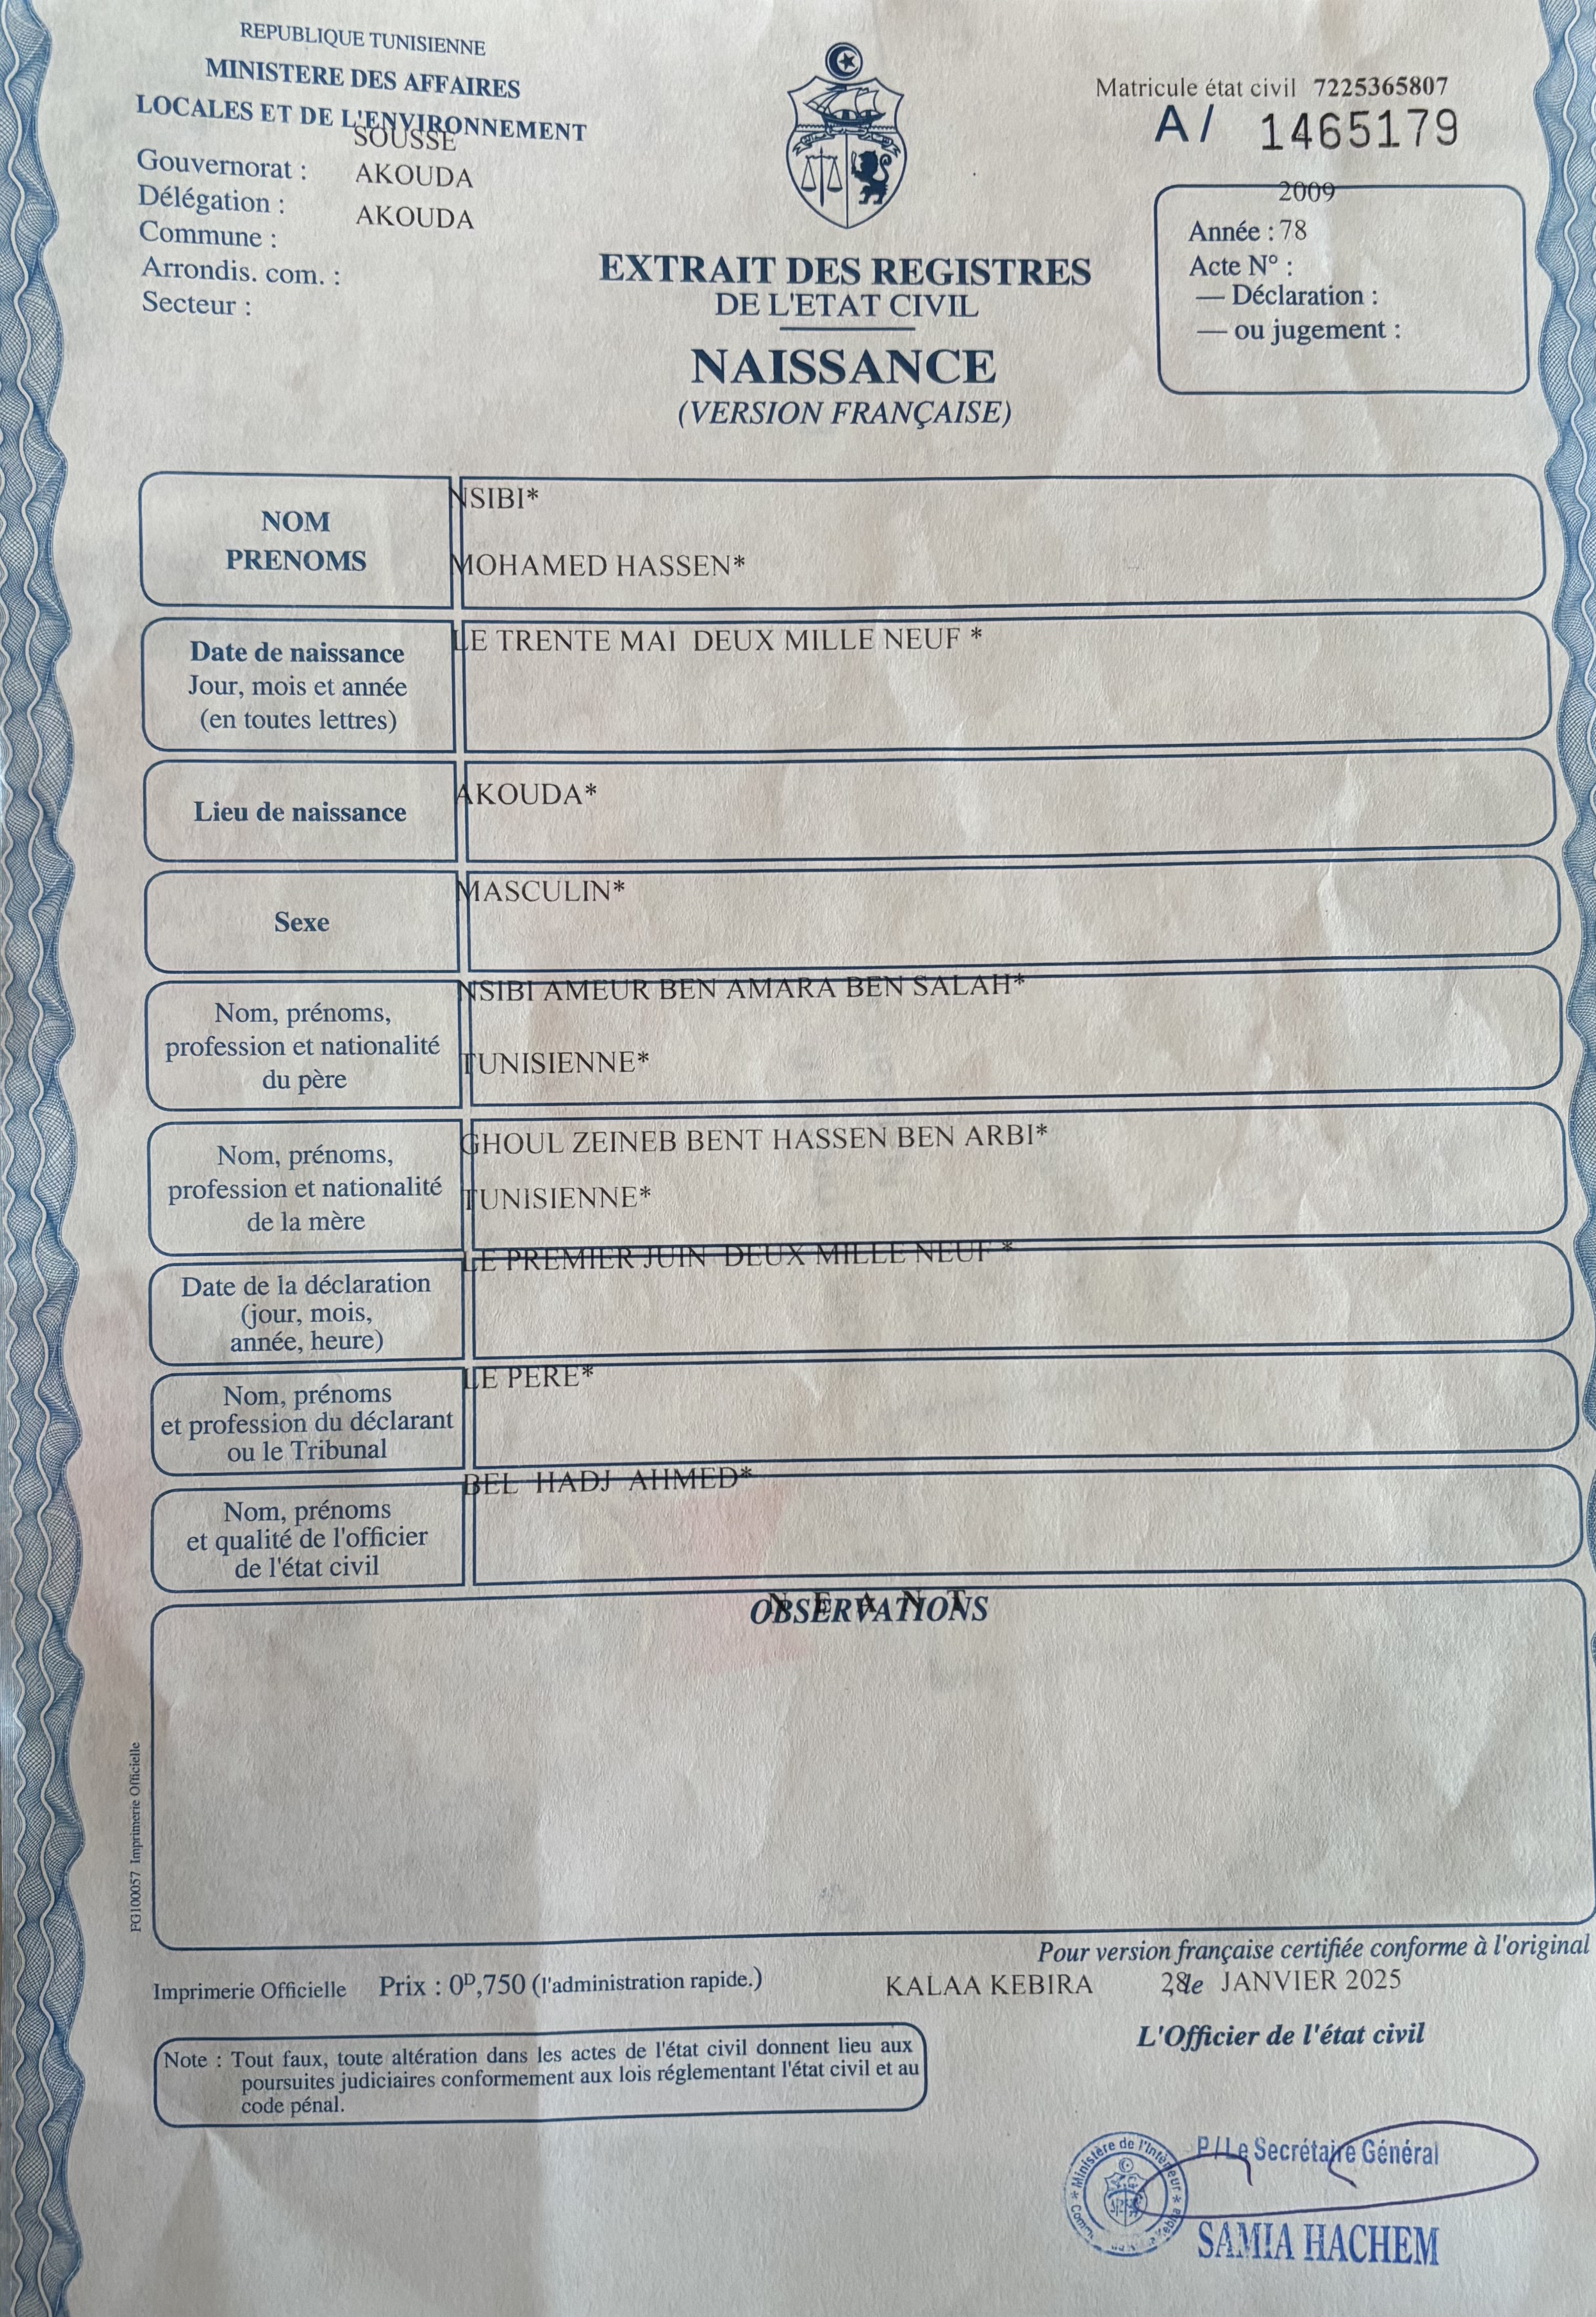 REPUBLIQUE TUNISIENNE
MINISTERE DES AFFAIRES
LOCALES ET DE L'ENVIRONNEMENT
SOUSSE
Gouvernorat :
AKOUDA
Délégation :
AKOUDA
Commune :
Arrondis. com. :
Secteur :
Matricule état civil 7225365807
A/ 1465179
2009
Année : 78
Acte N° :
— Déclaration :
— ou jugement :
EXTRAIT DES REGISTRES
DE L'ETAT CIVIL
NAISSANCE
(VERSION FRANÇAISE)
NOM
PRENOMS
NSIBI*
MOHAMED HASSEN*
Date de naissance
Jour, mois et année
(en toutes lettres)
LE TRENTE MAI DEUX MILLE NEUF *
Lieu de naissance
AKOUDA*
Sexe
MASCULIN*
Nom, prénoms,
profession et nationalité
du père
NSIBI AMEUR BEN AMARA BEN SALAH*
TUNISIENNE*
Nom, prénoms,
profession et nationalité
de la mère
GHOUL ZEINEB BENT HASSEN BEN ARBI*
TUNISIENNE*
Date de la déclaration
(jour, mois,
année, heure)
LE PREMIER JUIN DEUX MILLE NEUF *
Nom, prénoms
et profession du déclarant
ou le Tribunal
LE PERE*
Nom, prénoms
et qualité de l'officier
de l'état civil
BEL HADJ AHMED*
OBSERVATIONS
N E A N T
FG100057 Imprimerie Officielle
Pour version française certifiée conforme à l'original
Imprimerie Officielle Prix : 0ᴰ,750 (l'administration rapide.)
KALAA KEBIRA 28 le JANVIER 2025
L'Officier de l'état civil
Note : Tout faux, toute altération dans les actes de l'état civil donnent lieu aux
poursuites judiciaires conformement aux lois réglementant l'état civil et au
code pénal.
Ministère de l'Intérieur
P/Le Secrétaire Général
SAMIA HACHEM